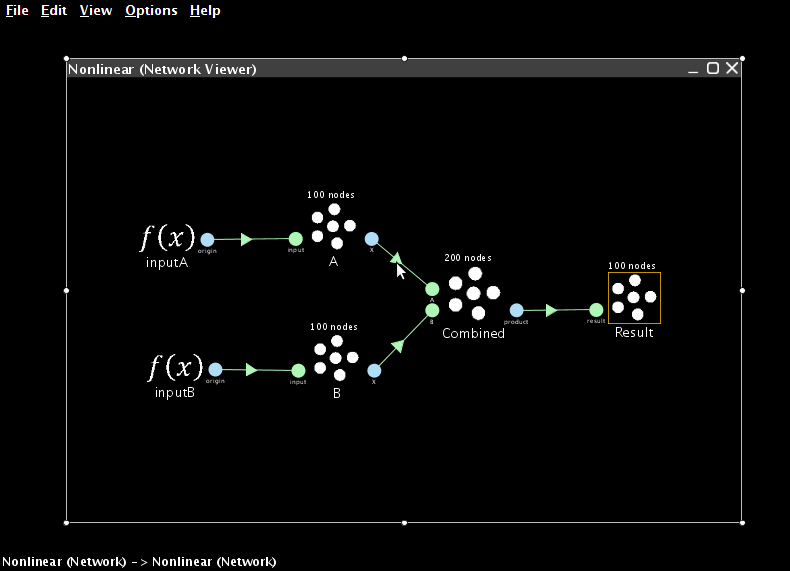 File Edit View Options Result
Nonlinear (Network Viewer)
100 nodes
f(x)
origin
input
X
inputA
A
200 nodes
A
B
Combined
product
100 nodes
result
Result
100 nodes
f(x)
origin
input
X
inputB
B
Nonlinear (Network) -> Nonlinear (Network)